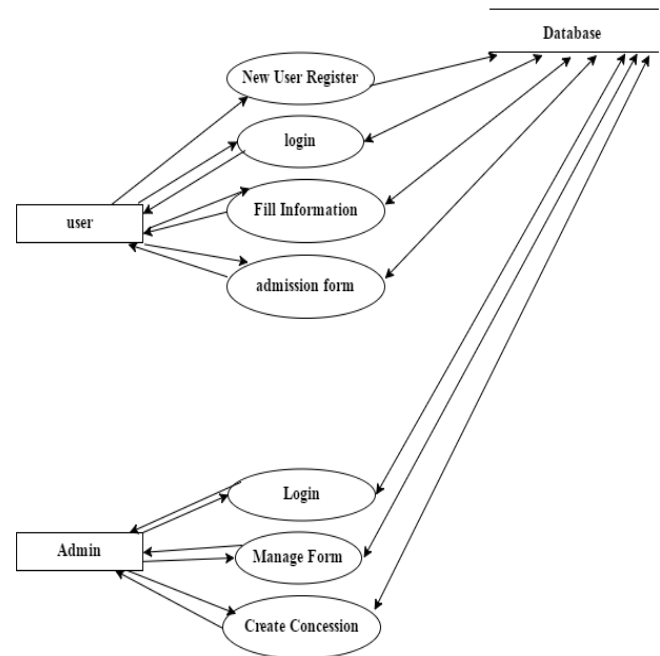 Database
New User Register
login
Fill Information
user
admission form
Login
Admin
Manage Form
Create Concession